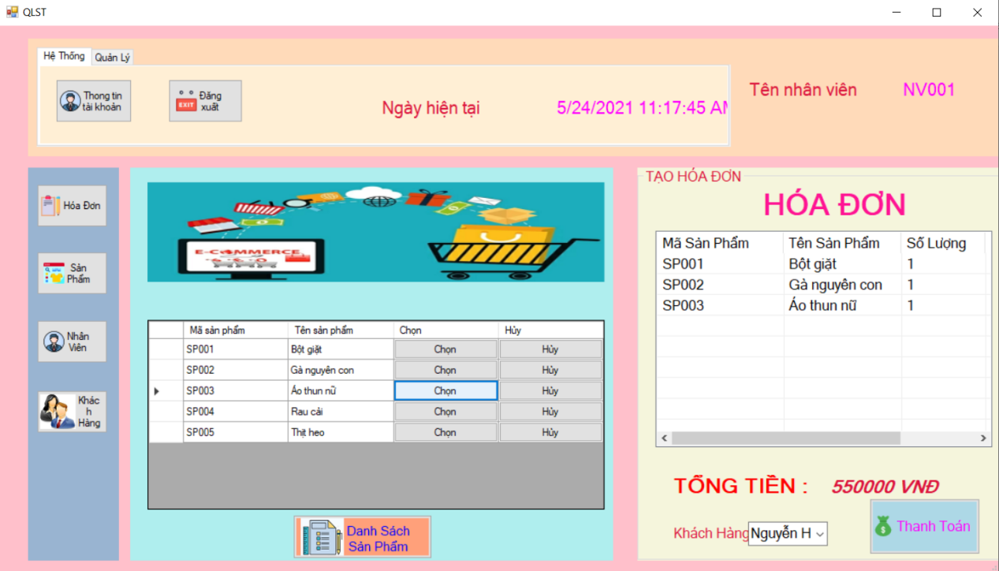 QLST
Hệ Thống
Quản Lý
Thong tin
tài khoản
EXIT
Đăng
xuất
Ngày hiện tại
5/24/2021 11:17:45 AM
Tên nhân viên
NV001
Hóa Đơn
Sản
Phẩm
Nhân
Viên
Khác
h
Hàng
E-COMMERCE
Mã sản phẩm Tên sản phẩm Chọn Hủy
SP001 Bột giặt Chọn Hủy
SP002 Gà nguyên con Chọn Hủy
SP003 Áo thun nữ Chọn Hủy
SP004 Rau cải Chọn Hủy
SP005 Thịt heo Chọn Hủy
Danh Sách
Sản Phẩm
TẠO HÓA ĐƠN
HÓA ĐƠN
Mã Sản Phẩm Tên Sản Phẩm Số Lượng
SP001 Bột giặt 1
SP002 Gà nguyên con 1
SP003 Áo thun nữ 1
TỔNG TIỀN : 550000 VNĐ
Khách Hàng Nguyễn H
Thanh Toán